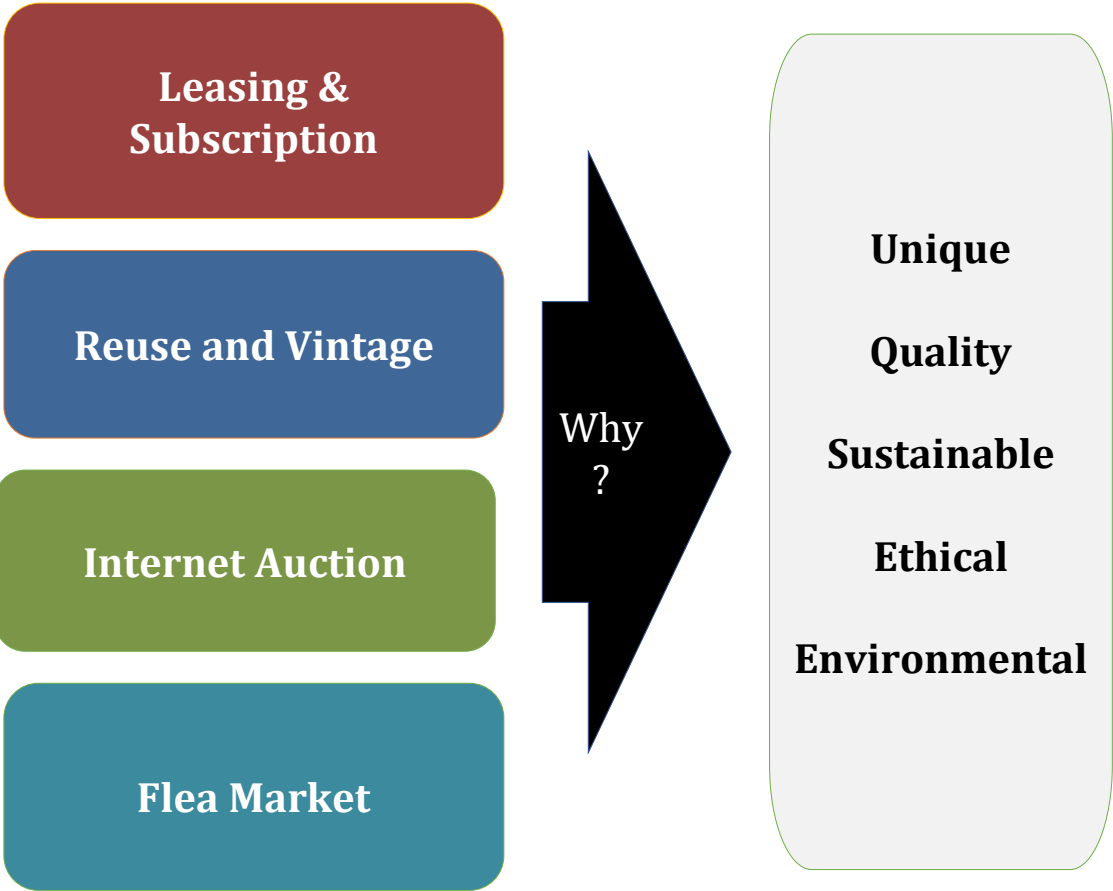 Leasing &
Subscription
Reuse and Vintage
Internet Auction
Flea Market
Why
?
Unique
Quality
Sustainable
Ethical
Environmental